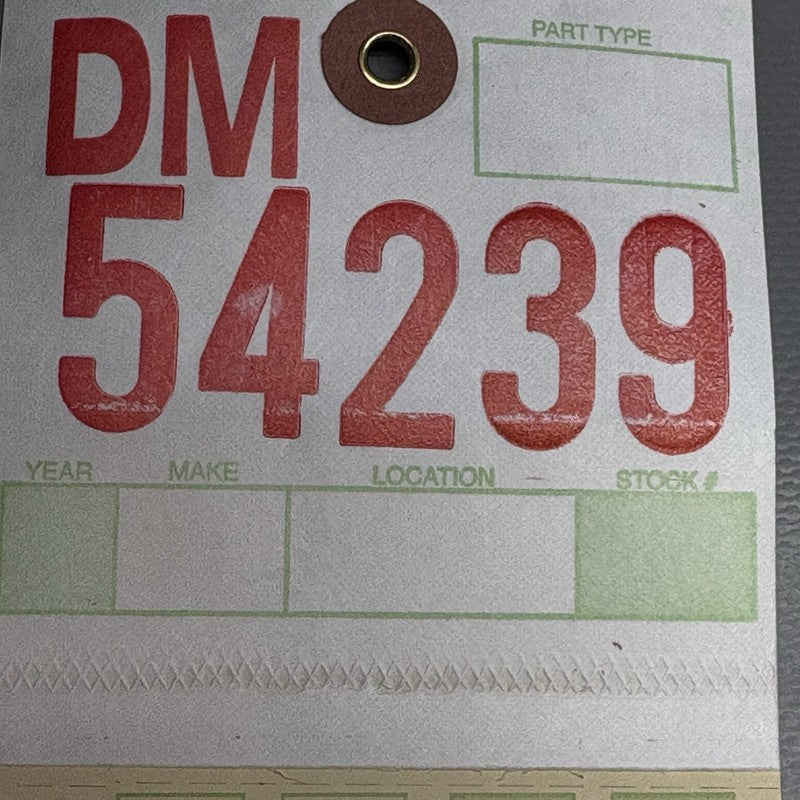 DM
PART TYPE
54239
YEAR MAKE LOCATION STOCK #